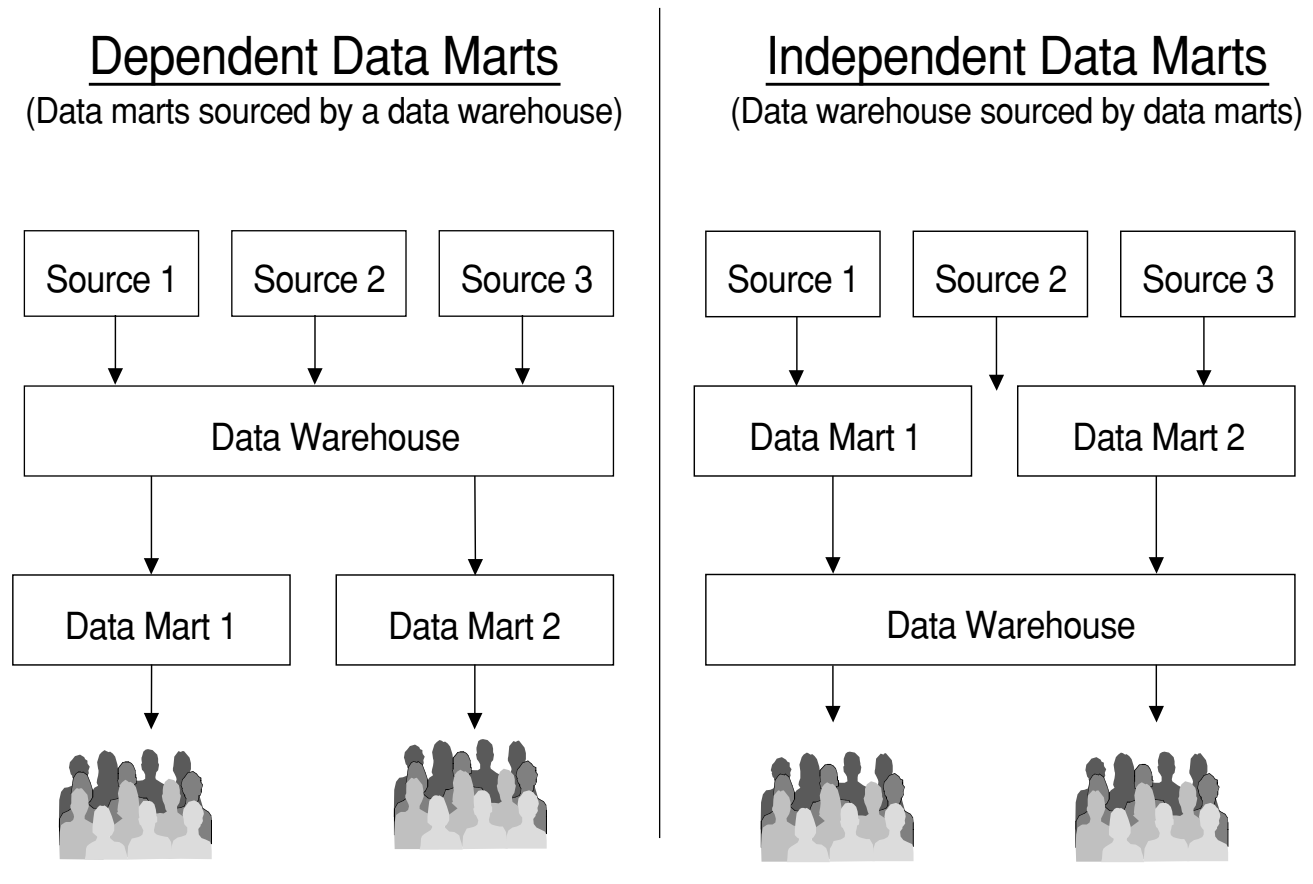 Dependent Data Marts
(Data marts sourced by a data warehouse)
Source 1
Source 2
Source 3
Data Warehouse
Data Mart 1
Data Mart 2
Independent Data Marts
(Data warehouse sourced by data marts)
Source 1
Source 2
Source 3
Data Mart 1
Data Mart 2
Data Warehouse